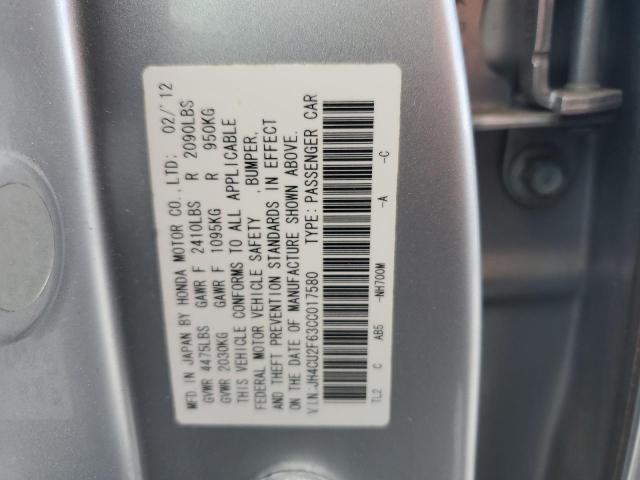 MFD IN JAPAN BY HONDA MOTOR CO.,LTD: 02/'12
GVWR 4475LBS GAWR F 2410LBS R 2090LBS
GVWR 2030KG GAWR F 1095KG R 950KG
THIS VEHICLE CONFORMS TO ALL APPLICABLE
FEDERAL MOTOR VEHICLE SAFETY ,BUMPER,
AND THEFT PREVENTION STANDARDS IN EFFECT
ON THE DATE OF MANUFACTURE SHOWN ABOVE.
V.I.N.:JH4CU2F63CC017580 TYPE: PASSENGER CAR
TL2 C AB5 -NH700M -A -C